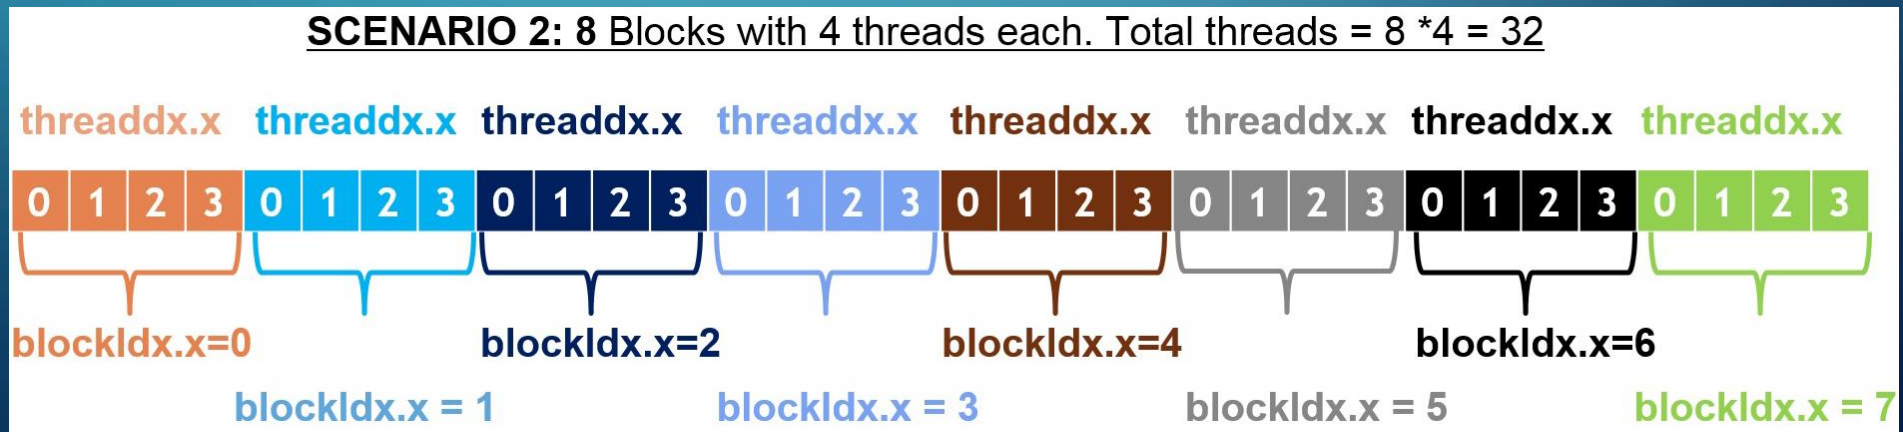 SCENARIO 2: 8 Blocks with 4 threads each. Total threads = 8 *4 = 32
threaddx.x threaddx.x threaddx.x threaddx.x threaddx.x threaddx.x threaddx.x threaddx.x
0 1 2 3 0 1 2 3 0 1 2 3 0 1 2 3 0 1 2 3 0 1 2 3 0 1 2 3 0 1 2 3
blockIdx.x=0 blockIdx.x=2 blockIdx.x=4 blockIdx.x=6
blockIdx.x = 1 blockIdx.x = 3 blockIdx.x = 5 blockIdx.x = 7